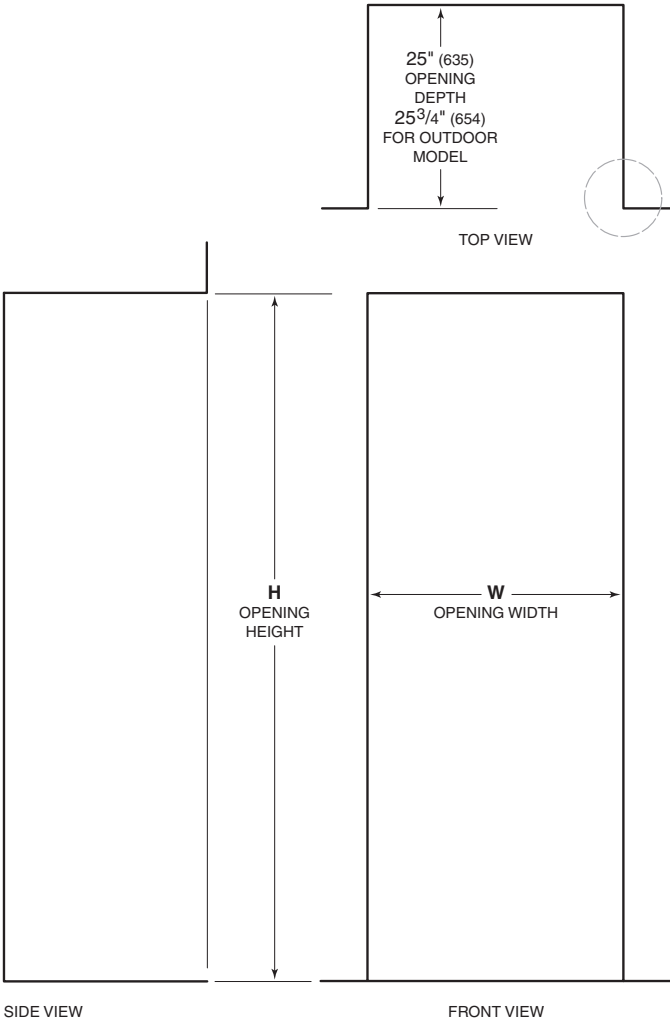 25" (635)
OPENING
DEPTH
25 3/4" (654)
FOR OUTDOOR
MODEL
TOP VIEW
H
OPENING
HEIGHT
W
OPENING WIDTH
SIDE VIEW
FRONT VIEW